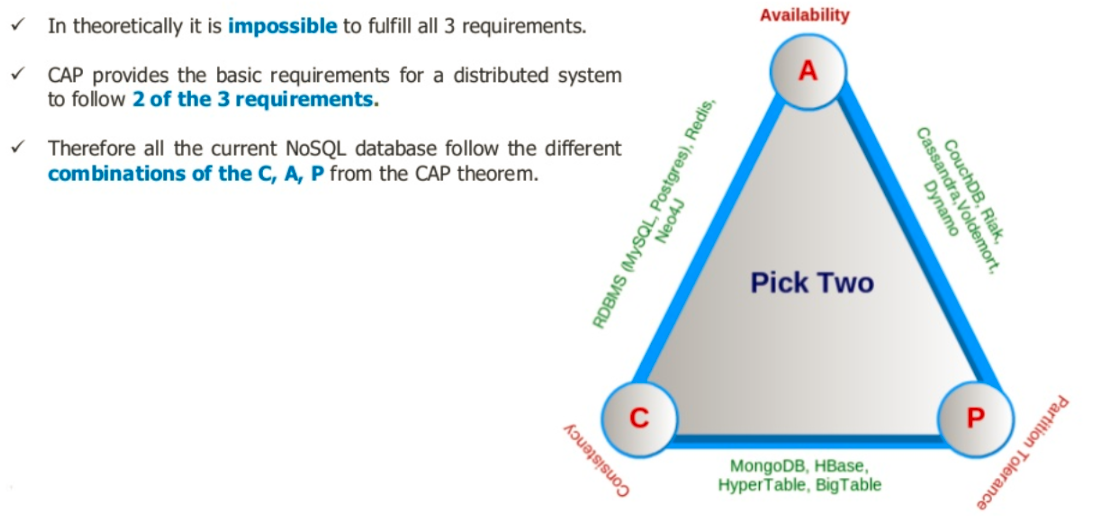 ✓ In theoretically it is impossible to fulfill all 3 requirements.
✓ CAP provides the basic requirements for a distributed system
to follow 2 of the 3 requirements.
✓ Therefore all the current NoSQL database follow the different
combinations of the C, A, P from the CAP theorem.
Availability
A
RDBMS (MySQL, Postgres), Redis,
Neo4J
CouchDB, Riak,
Cassandra,Voldemort,
Dynamo
Pick Two
C
P
Consistency
Partition Tolerance
MongoDB, HBase,
HyperTable, BigTable